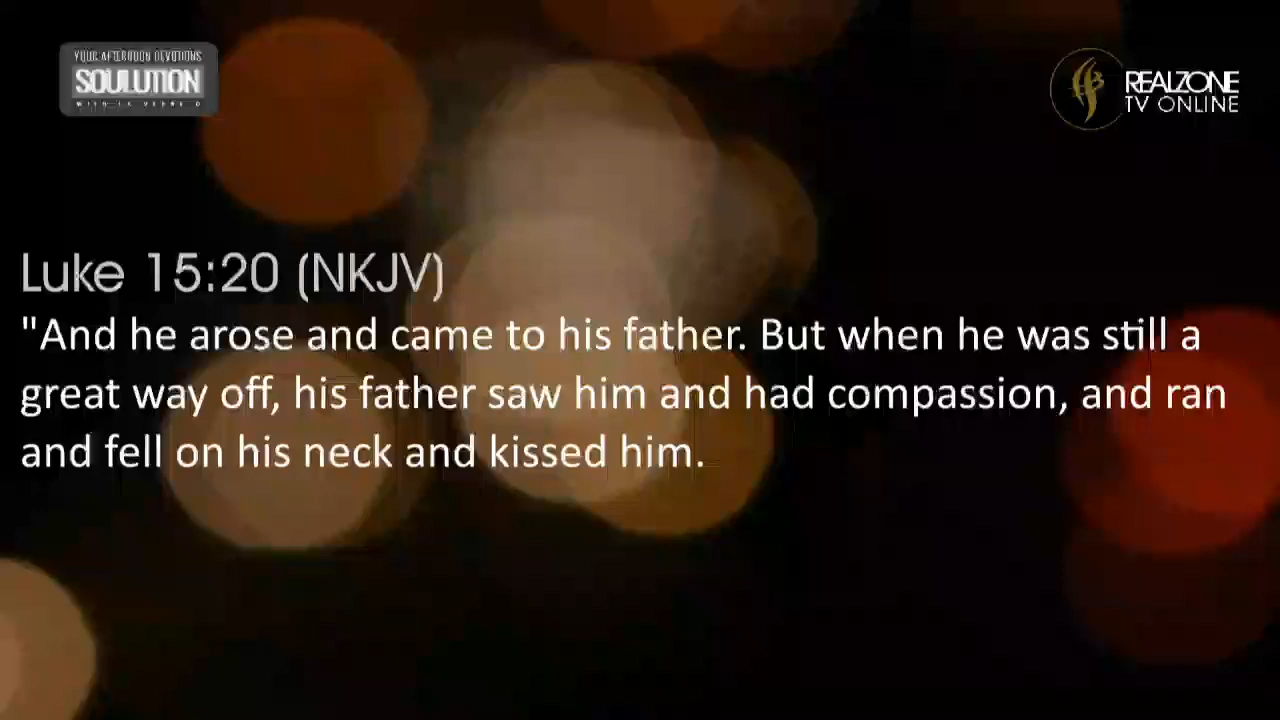 YOUR AFTERNOON DEVOTIONS
SOULUTION
REALZONE
TV ONLINE
Luke 15:20 (NKJV)
"And he arose and came to his father. But when he was still a
great way off, his father saw him and had compassion, and ran
and fell on his neck and kissed him.